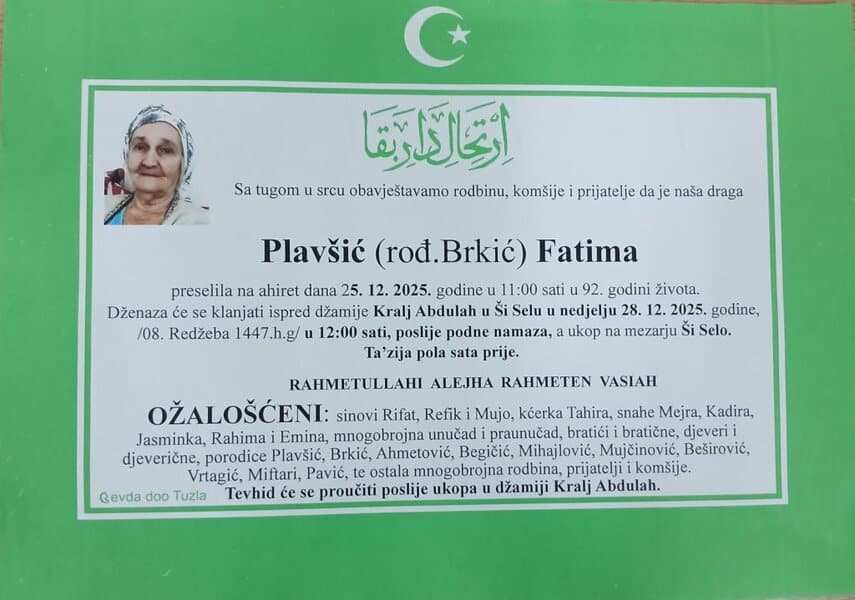 اِرْتِحَالِ دَارِ بَقَا
Sa tugom u srcu obavještavamo rodbinu, komšije i prijatelje da je naša draga
Plavšić (rođ.Brkić) Fatima
preselila na ahiret dana 25. 12. 2025. godine u 11:00 sati u 92. godini života.
Dženaza će se klanjati ispred džamije Kralj Abdulah u Ši Selu u nedjelju 28. 12. 2025. godine,
/08. Redžeba 1447.h.g/ u 12:00 sati, poslije podne namaza, a ukop na mezarju Ši Selo.
Ta’zija pola sata prije.
RAHMETULLAHI ALEJHA RAHMETEN VASIAH
OŽALOŠĆENI: sinovi Rifat, Refik i Mujo, kćerka Tahira, snahe Mejra, Kadira,
Jasminka, Rahima i Emina, mnogobrojna unučad i praunučad, bratići i bratične, djeveri i
djeverične, porodice Plavšić, Brkić, Ahmetović, Begičić, Mihajlović, Mujčinović, Beširović,
Vrtagić, Miftari, Pavić, te ostala mnogobrojna rodbina, prijatelji i komšije.
Tevhid će se proučiti poslije ukopa u džamiji Kralj Abdulah.
evda doo Tuzla